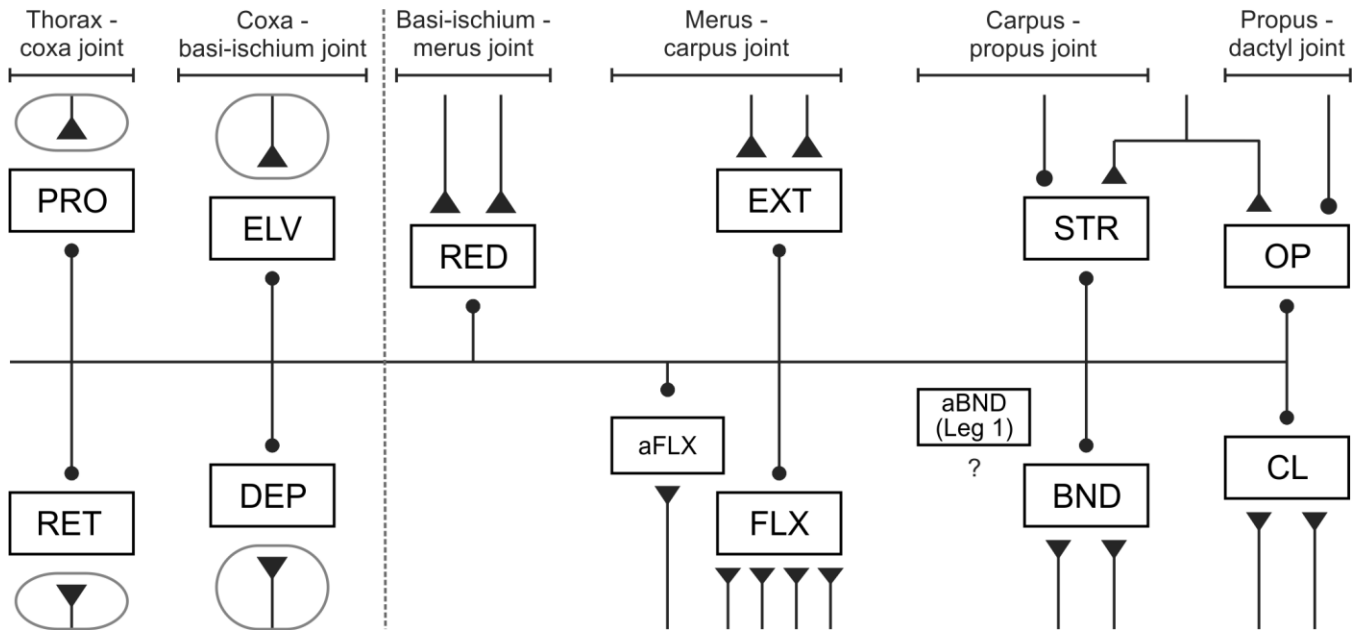 Thorax -
coxa joint
Coxa -
basi-ischium joint
Basi-ischium -
merus joint
Merus -
carpus joint
Carpus -
propus joint
Propus -
dactyl joint
PRO
ELV
RED
EXT
STR
OP
RET
DEP
aFLX
FLX
aBND
(Leg 1)
?
BND
CL